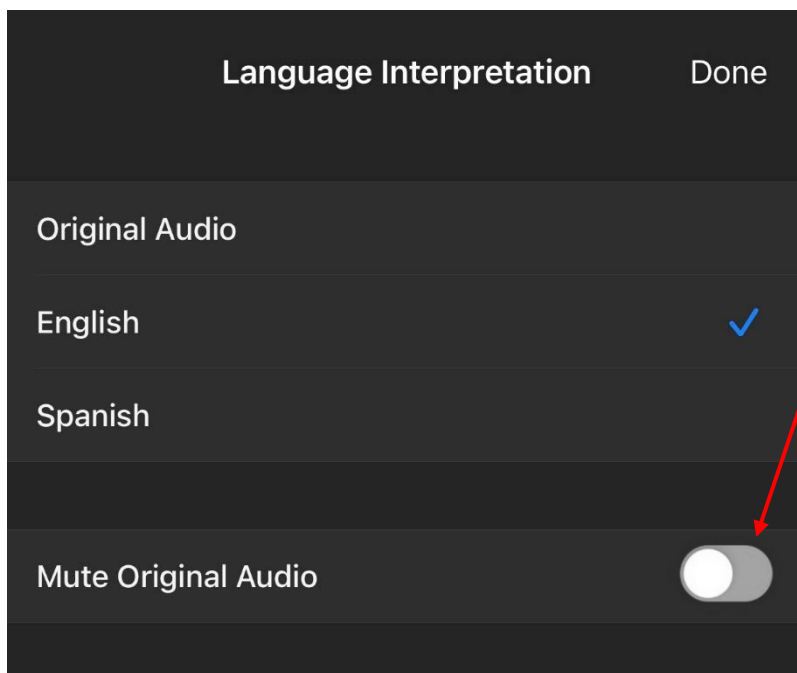 Language Interpretation Done
Original Audio
English
Spanish
Mute Original Audio